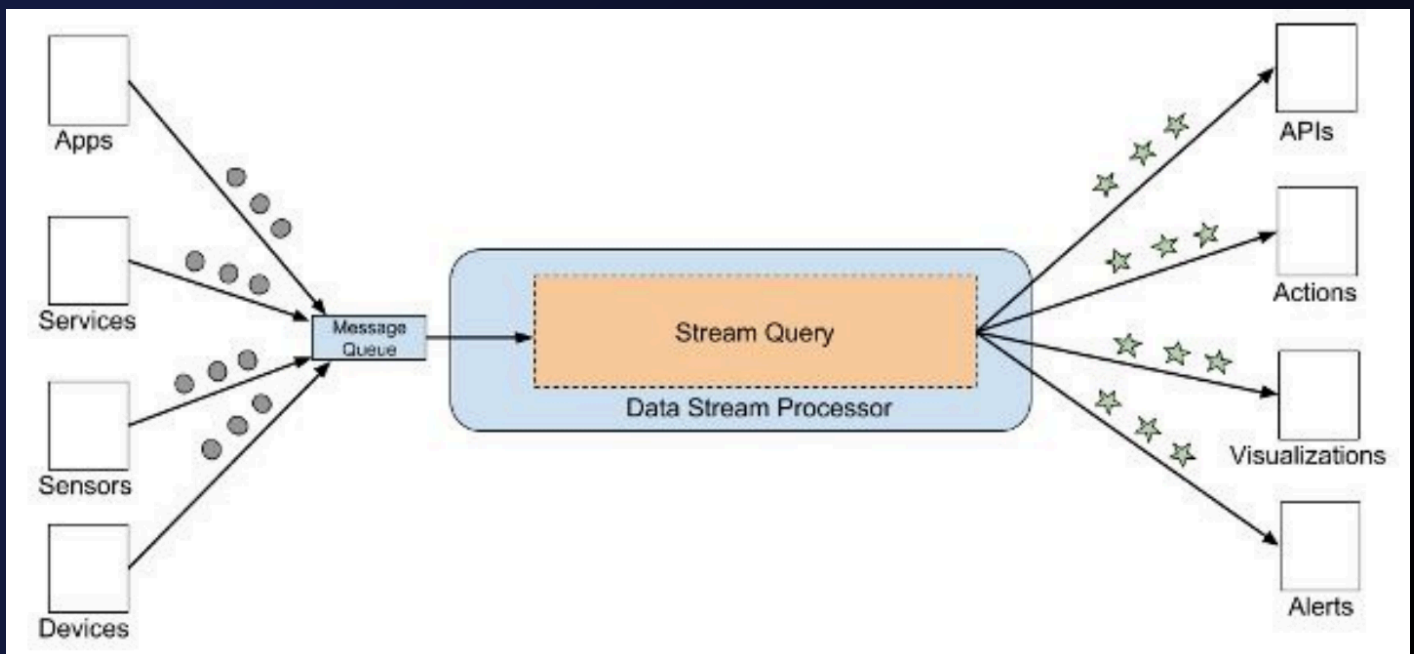 Apps
Services
Sensors
Devices
Message
Queue
Stream Query
Data Stream Processor
APIs
Actions
Visualizations
Alerts